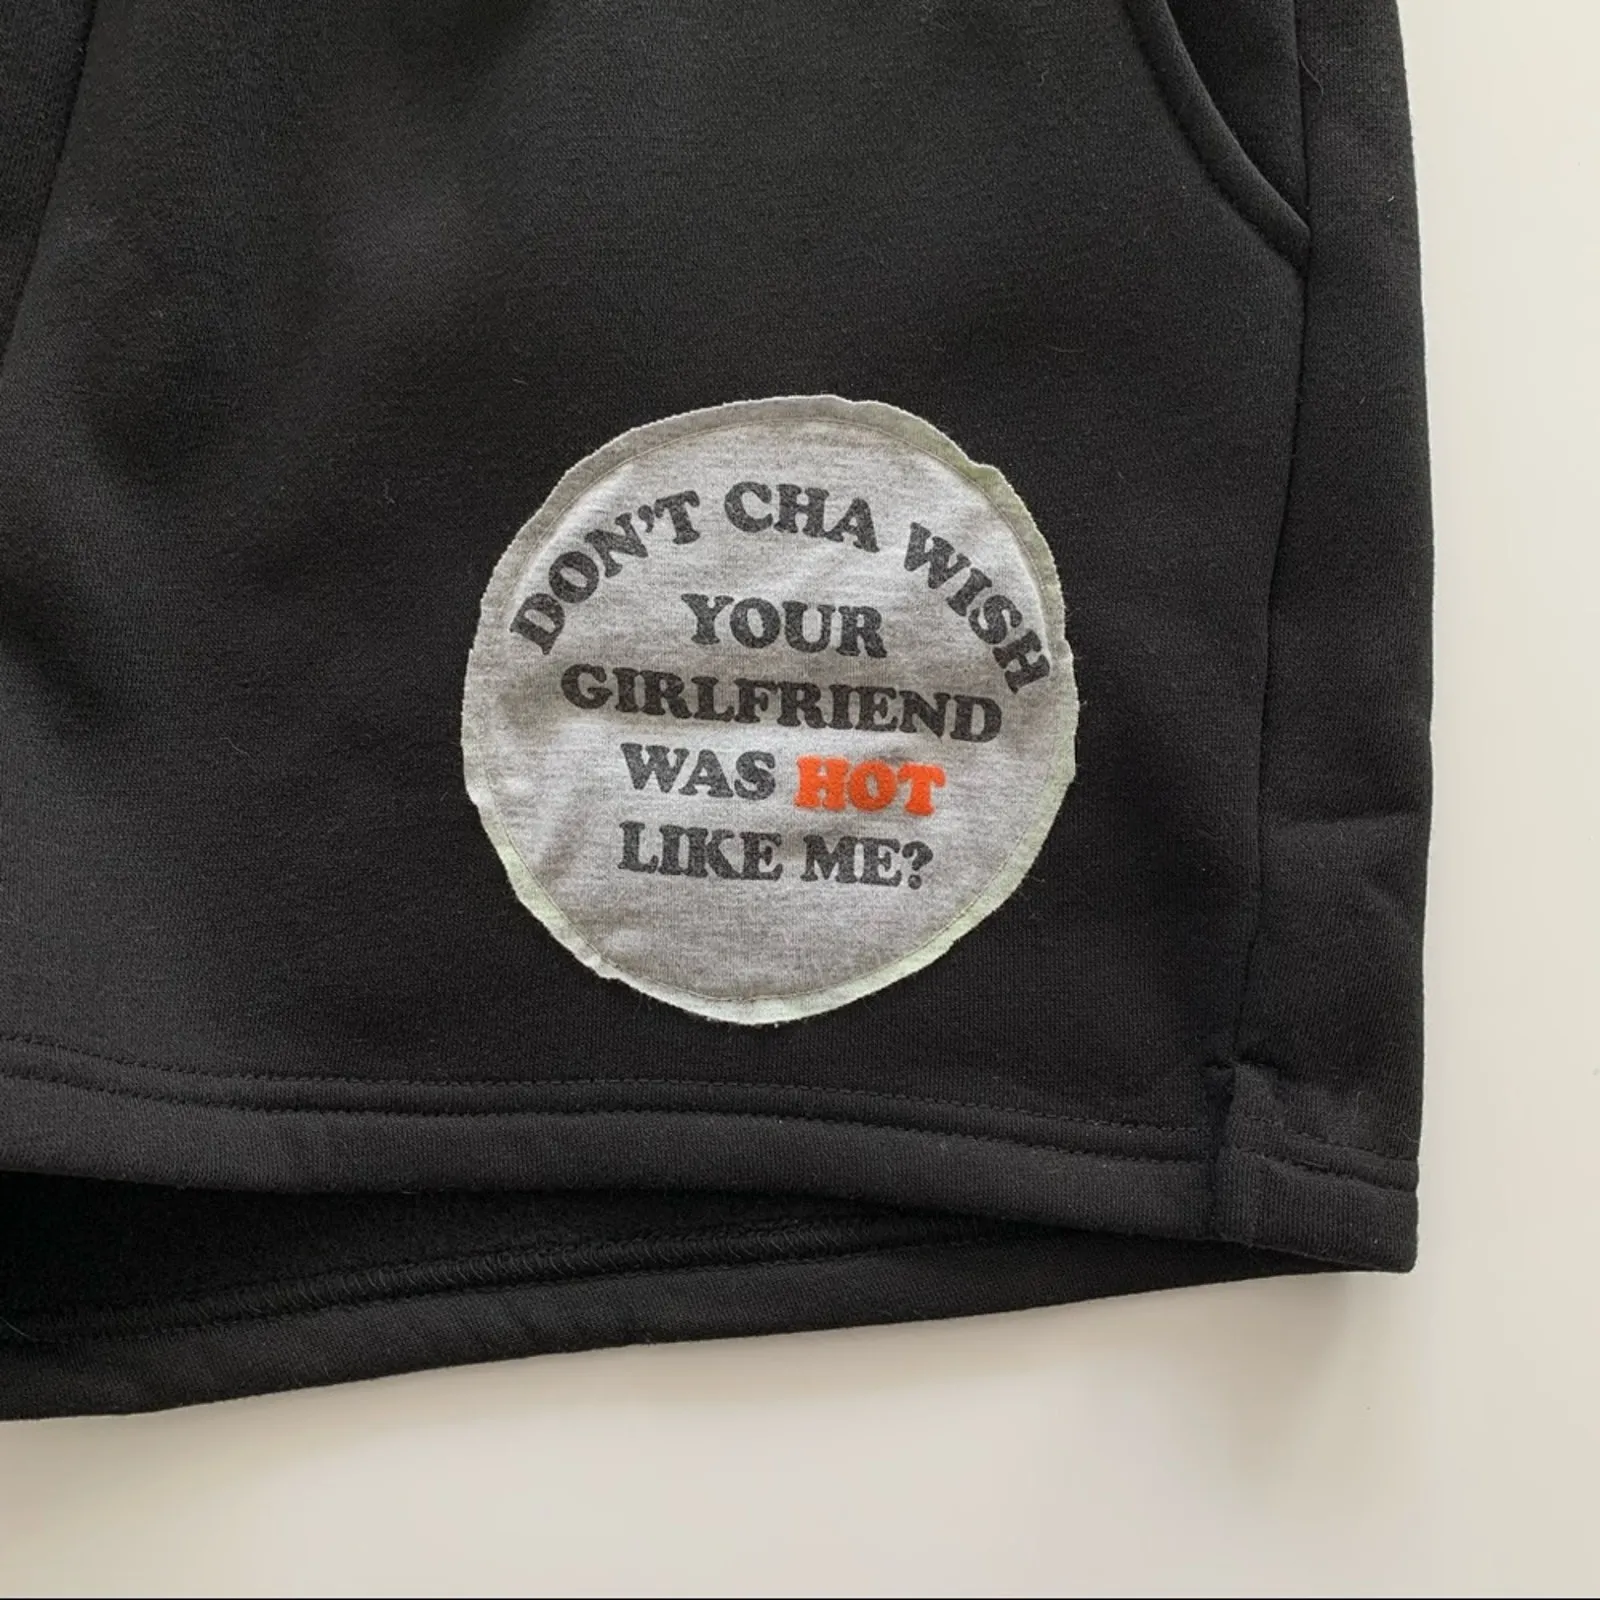 DON'T CHA WISH
YOUR
GIRLFRIEND
WAS HOT
LIKE ME?